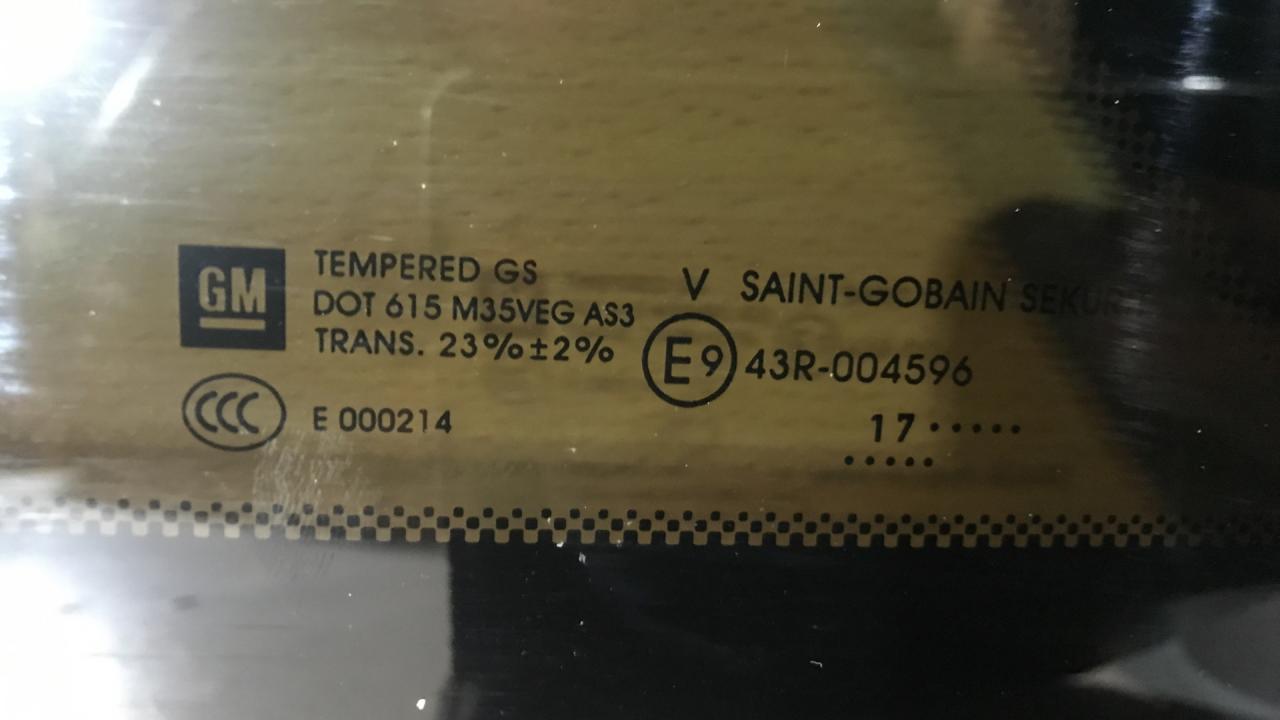 GM
TEMPERED GS
DOT 615 M35VEG AS3
TRANS. 23%±2%
CCC
E 000214
V SAINT-GOBAIN
E9 43R-004596
17 •••••
•••••